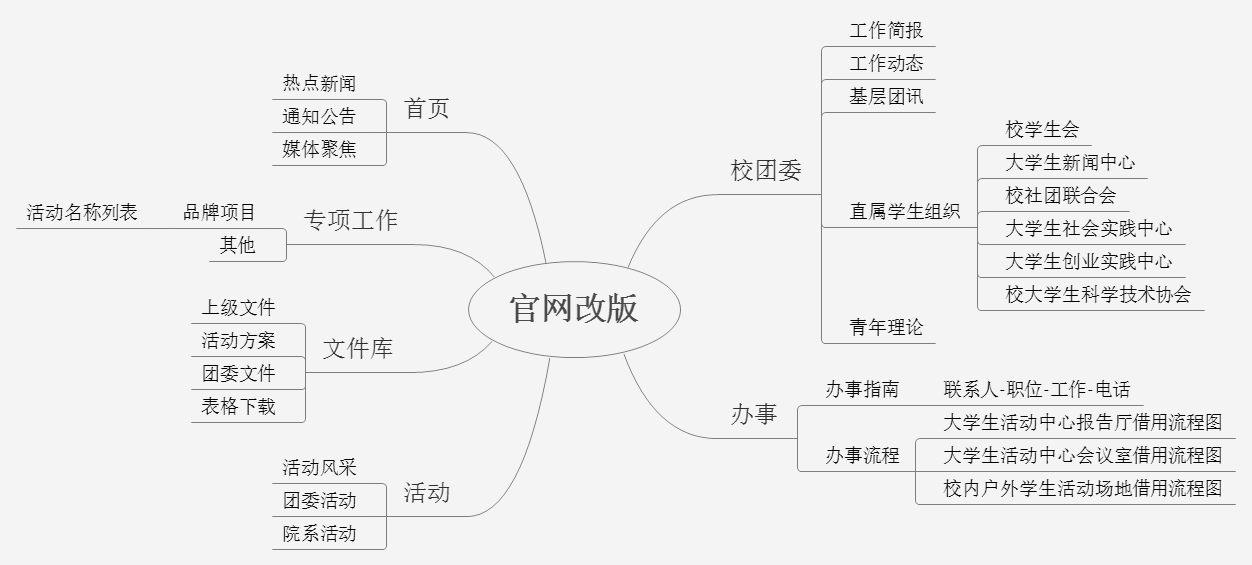 官网改版
首页
热点新闻
通知公告
媒体聚焦
专项工作
品牌项目
活动名称列表
其他
文件库
上级文件
活动方案
团委文件
表格下载
活动
活动风采
团委活动
院系活动
校团委
工作简报
工作动态
基层团讯
直属学生组织
校学生会
大学生新闻中心
校社团联合会
大学生社会实践中心
大学生创业实践中心
校大学生科学技术协会
青年理论
办事
办事指南
联系人-职位-工作-电话
办事流程
大学生活动中心报告厅借用流程图
大学生活动中心会议室借用流程图
校内户外学生活动场地借用流程图